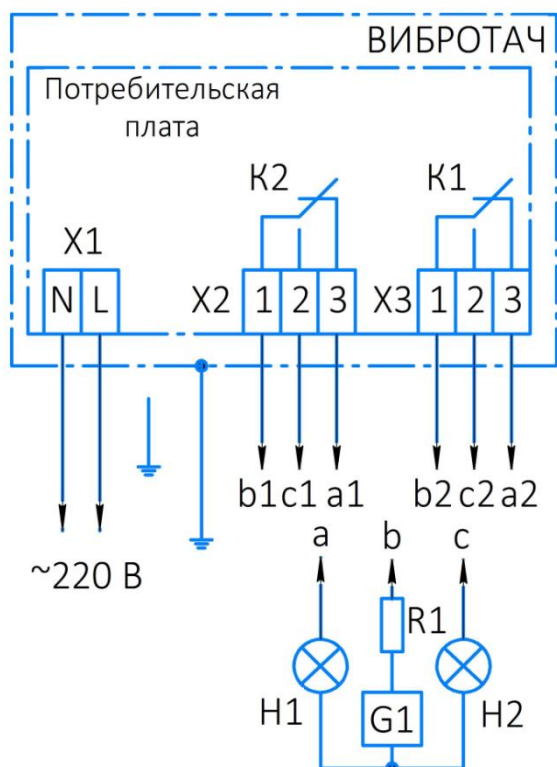 ВИБРОТАЧ
Потребительская
плата
К2
К1
X1
N L
X2 1 2 3
X3 1 2 3
b1 c1 a1
b2 c2 a2
~220 В
a b c
R1
H1
G1
H2